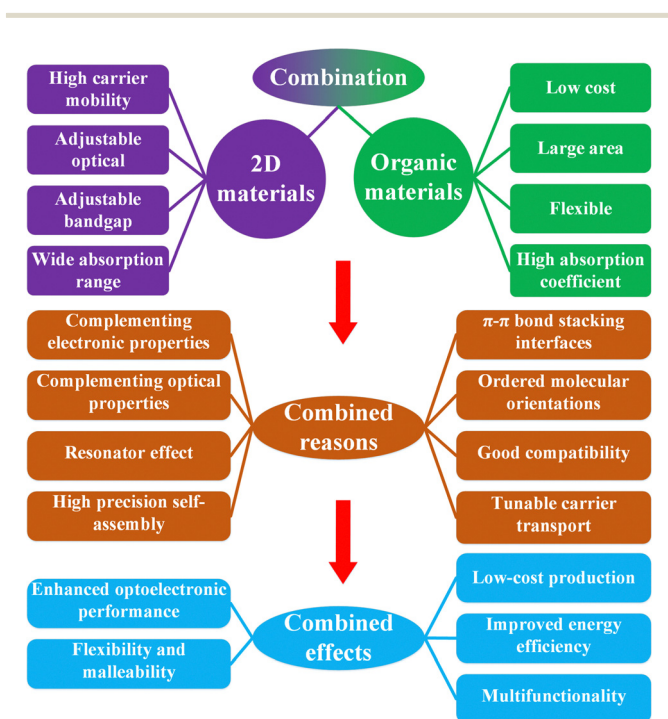 Combination
High carrier
mobility
Adjustable
optical
Adjustable
bandgap
Wide absorption
range
2D
materials
Organic
materials
Low cost
Large area
Flexible
High absorption
coefficient
Complementing
electronic properties
Complementing optical
properties
Resonator effect
High precision self-
assembly
Combined
reasons
π-π bond stacking
interfaces
Ordered molecular
orientations
Good compatibility
Tunable carrier
transport
Enhanced optoelectronic
performance
Flexibility and
malleability
Combined
effects
Low-cost production
Improved energy
efficiency
Multifunctionality